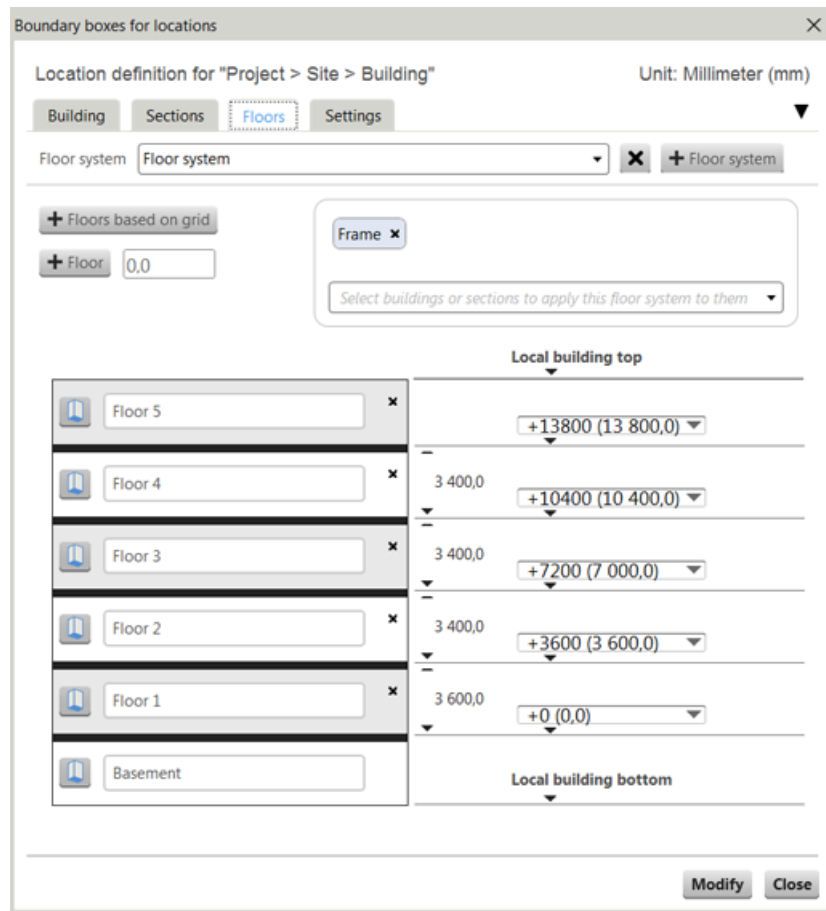 Boundary boxes for locations
Location definition for "Project > Site > Building" Unit: Millimeter (mm)
Building Sections Floors Settings
Floor system Floor system + Floor system
+ Floors based on grid
Frame ×
+ Floor 0,0
Select buildings or sections to apply this floor system to them
Local building top
Floor 5
+13800 (13 800,0)
Floor 4 3 400,0
+10400 (10 400,0)
Floor 3 3 400,0
+7200 (7 000,0)
Floor 2 3 400,0
+3600 (3 600,0)
Floor 1 3 600,0
+0 (0,0)
Basement Local building bottom
Modify Close